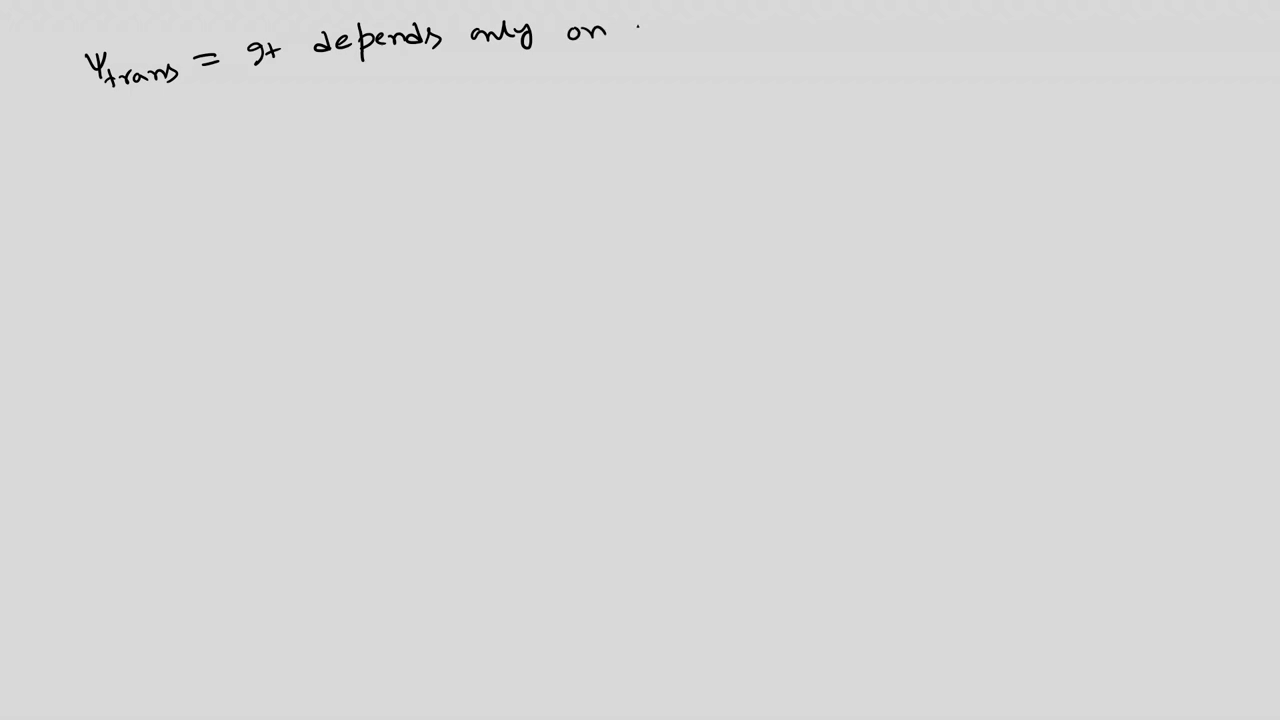 Ψtrans = It depends only on